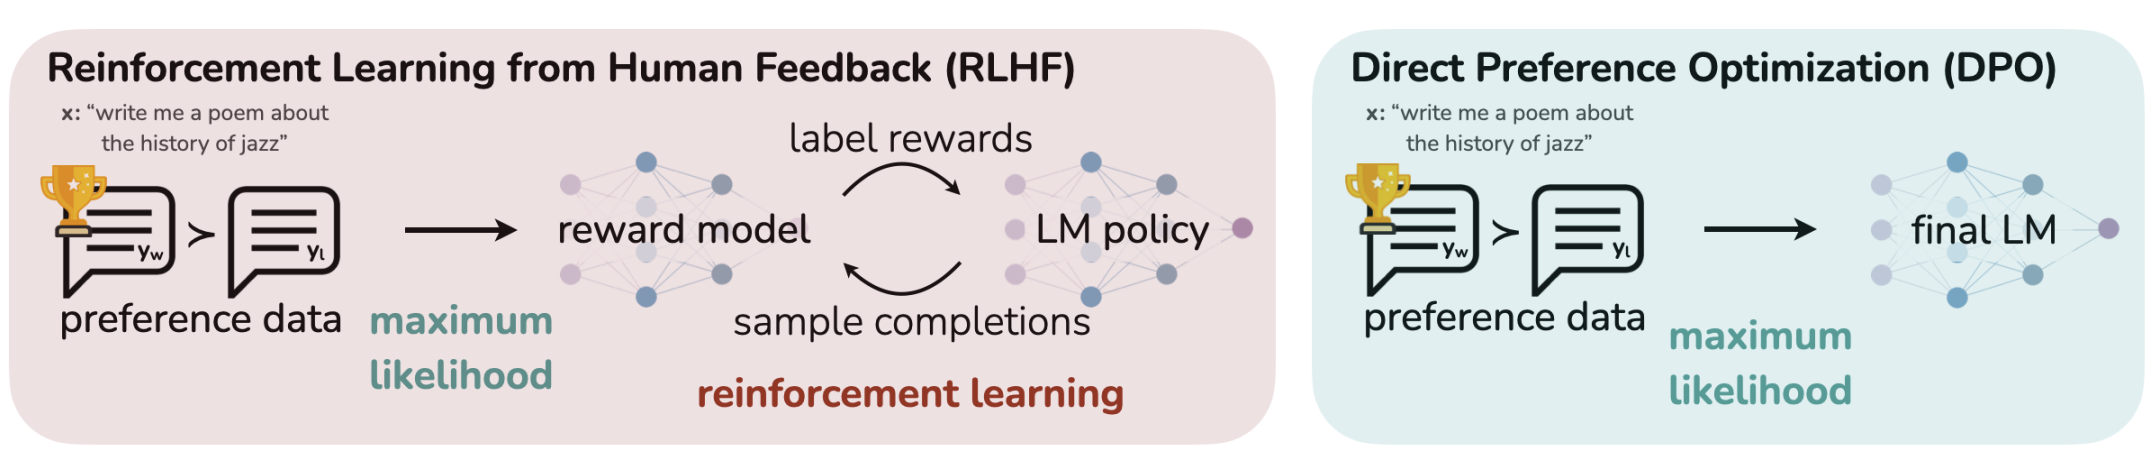 Reinforcement Learning from Human Feedback (RLHF)
x: “write me a poem about
the history of jazz”
label rewards
yw
≻
yl
reward model
LM policy
preference data
maximum
likelihood
sample completions
reinforcement learning
Direct Preference Optimization (DPO)
x: “write me a poem about
the history of jazz”
yw
≻
yl
final LM
preference data
maximum
likelihood